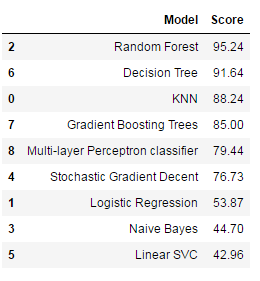 Model Score
2 Random Forest 95.24
6 Decision Tree 91.64
0 KNN 88.24
7 Gradient Boosting Trees 85.00
8 Multi-layer Perceptron classifier 79.44
4 Stochastic Gradient Decent 76.73
1 Logistic Regression 53.87
3 Naive Bayes 44.70
5 Linear SVC 42.96